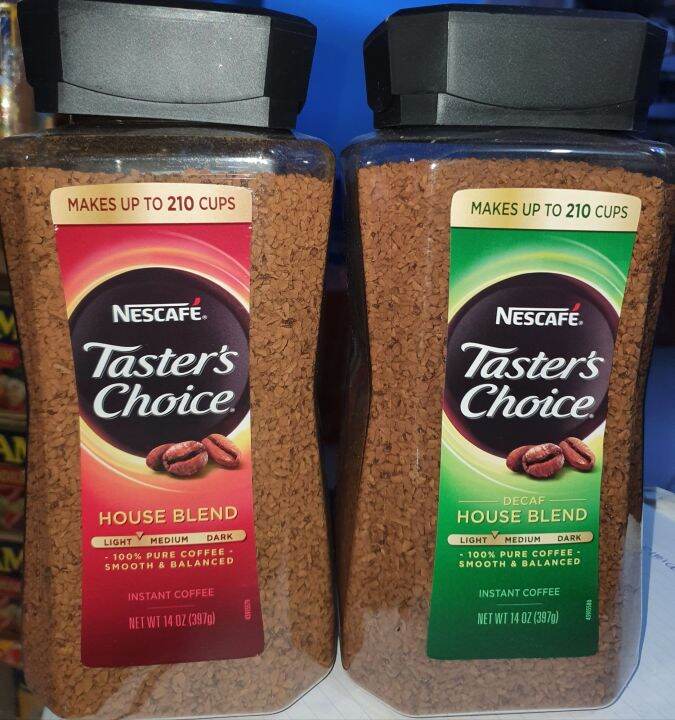 MAKES UP TO 210 CUPS
NESCAFÉ®
Taster's
Choice®
HOUSE BLEND
LIGHT MEDIUM DARK
- 100% PURE COFFEE -
SMOOTH & BALANCED
INSTANT COFFEE
NET WT 14 OZ (397g)
MAKES UP TO 210 CUPS
NESCAFÉ®
Taster's
Choice®
DECAF
HOUSE BLEND
LIGHT MEDIUM DARK
- 100% PURE COFFEE -
SMOOTH & BALANCED
INSTANT COFFEE
NET WT 14 OZ (397g)